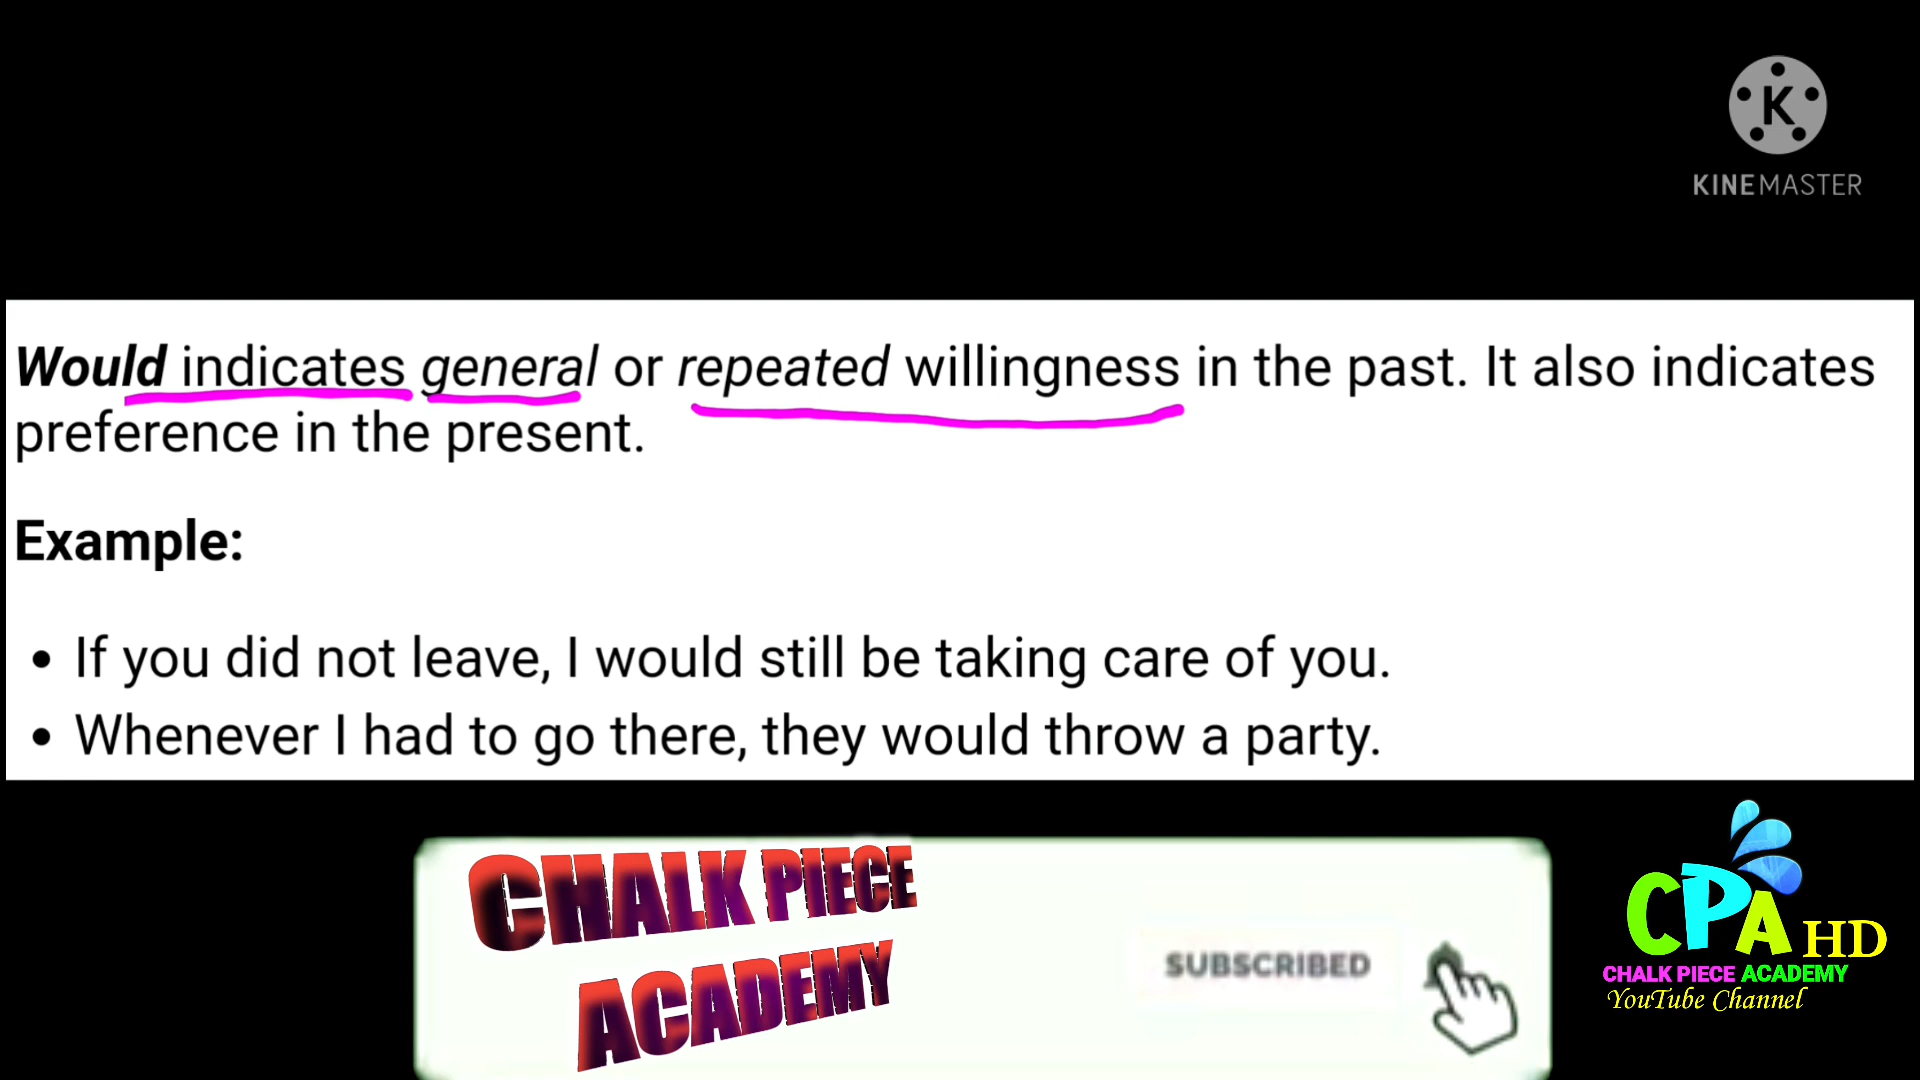 K
KINEMASTER
Would indicates general or repeated willingness in the past. It also indicates
preference in the present.
Example:
• If you did not leave, I would still be taking care of you.
• Whenever I had to go there, they would throw a party.
CHALK PIECE
ACADEMY
SUBSCRIBED
CPA HD
CHALK PIECE ACADEMY
YouTube Channel